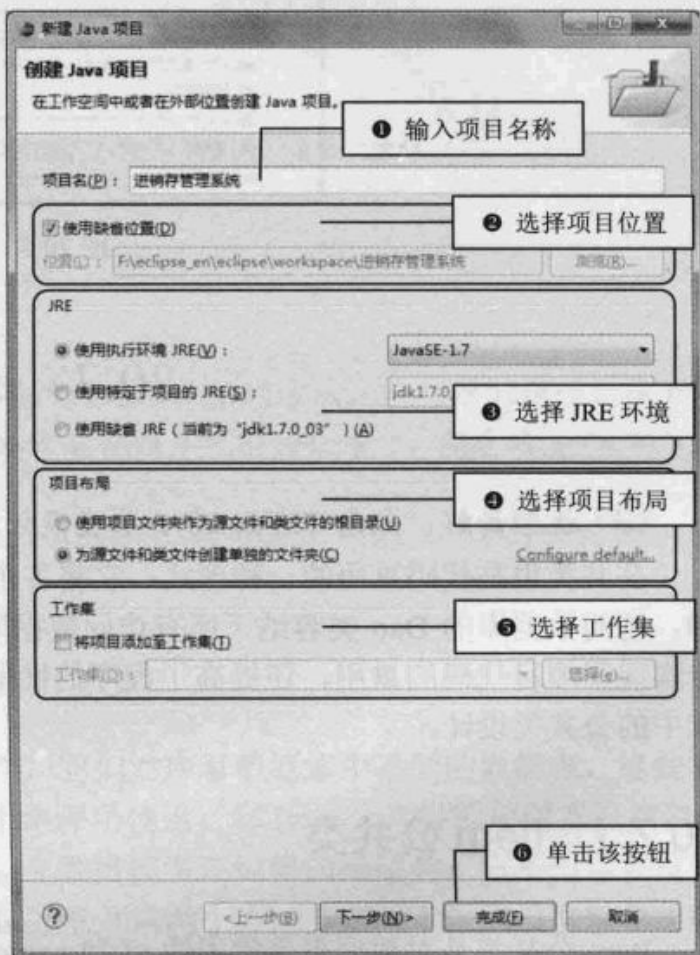 新建 Java 项目
创建 Java 项目
在工作空间中或者在外部位置创建 Java 项目。
❶ 输入项目名称
项目名(P)： 进销存管理系统
❷ 选择项目位置
使用缺省位置(D)
位置(L)： F:\eclipse_en\eclipse\workspace\进销存管理系统 浏览(R)...
JRE
使用执行环境 JRE(V)： JavaSE-1.7
使用特定于项目的 JRE(S)： jdk1.7.0
❸ 选择 JRE 环境
使用缺省 JRE（当前为“jdk1.7.0_03”）(A)
项目布局
❹ 选择项目布局
使用项目文件夹作为源文件和类文件的根目录(U)
为源文件和类文件创建单独的文件夹(C) Configure default...
工作集
❺ 选择工作集
将项目添加至工作集(T)
工作集(O)： 选择(E)...
❻ 单击该按钮
<上一步(B) 下一步(N)> 完成(F) 取消